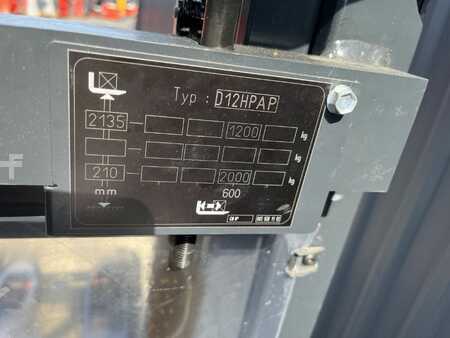 Typ : D12HPAP
2135 1200 kg
kg
210 2000 kg
mm 600